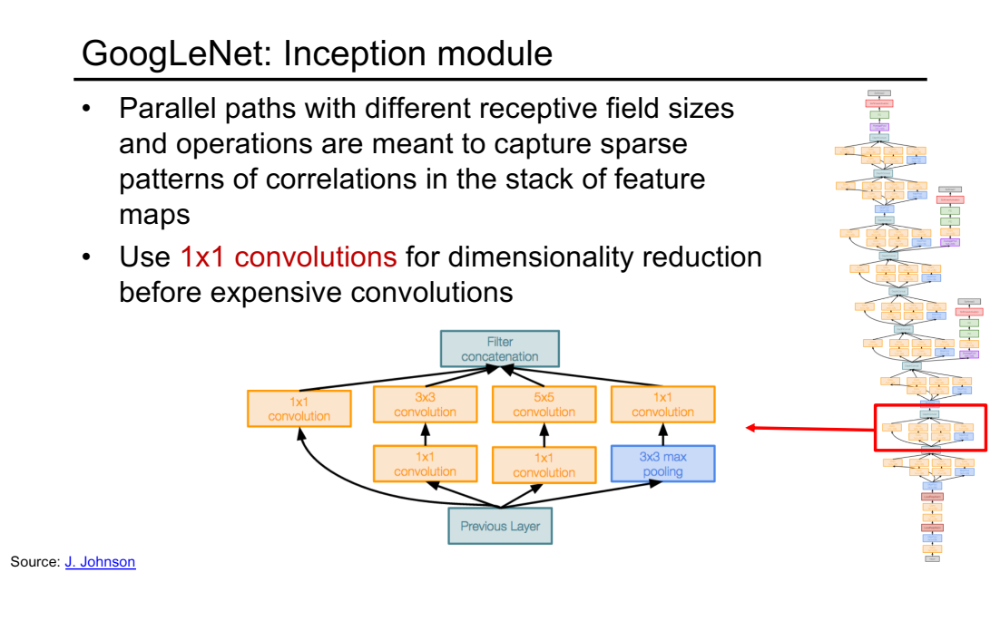 GoogLeNet: Inception module
• Parallel paths with different receptive field sizes
and operations are meant to capture sparse
patterns of correlations in the stack of feature
maps
• Use 1x1 convolutions for dimensionality reduction
before expensive convolutions
Filter
concatenation
1x1
convolution
3x3
convolution
5x5
convolution
1x1
convolution
1x1
convolution
1x1
convolution
3x3 max
pooling
Previous Layer
Source: J. Johnson